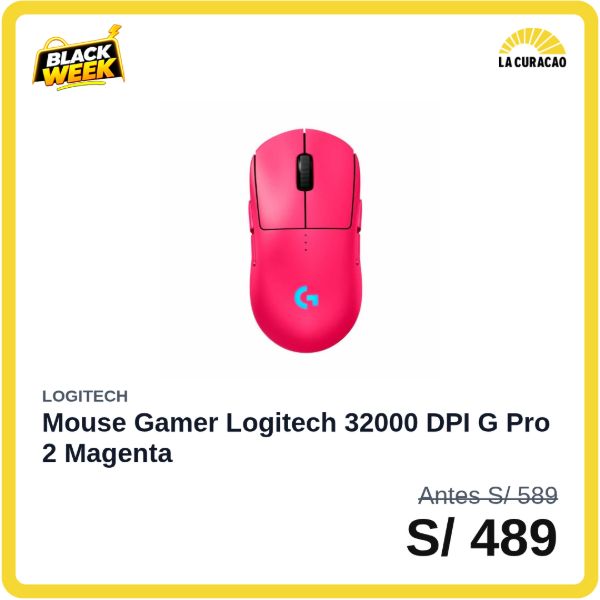 BLACK
WEEK
LA CURACAO
LOGITECH
Mouse Gamer Logitech 32000 DPI G Pro
2 Magenta
Antes S/ 589
S/ 489